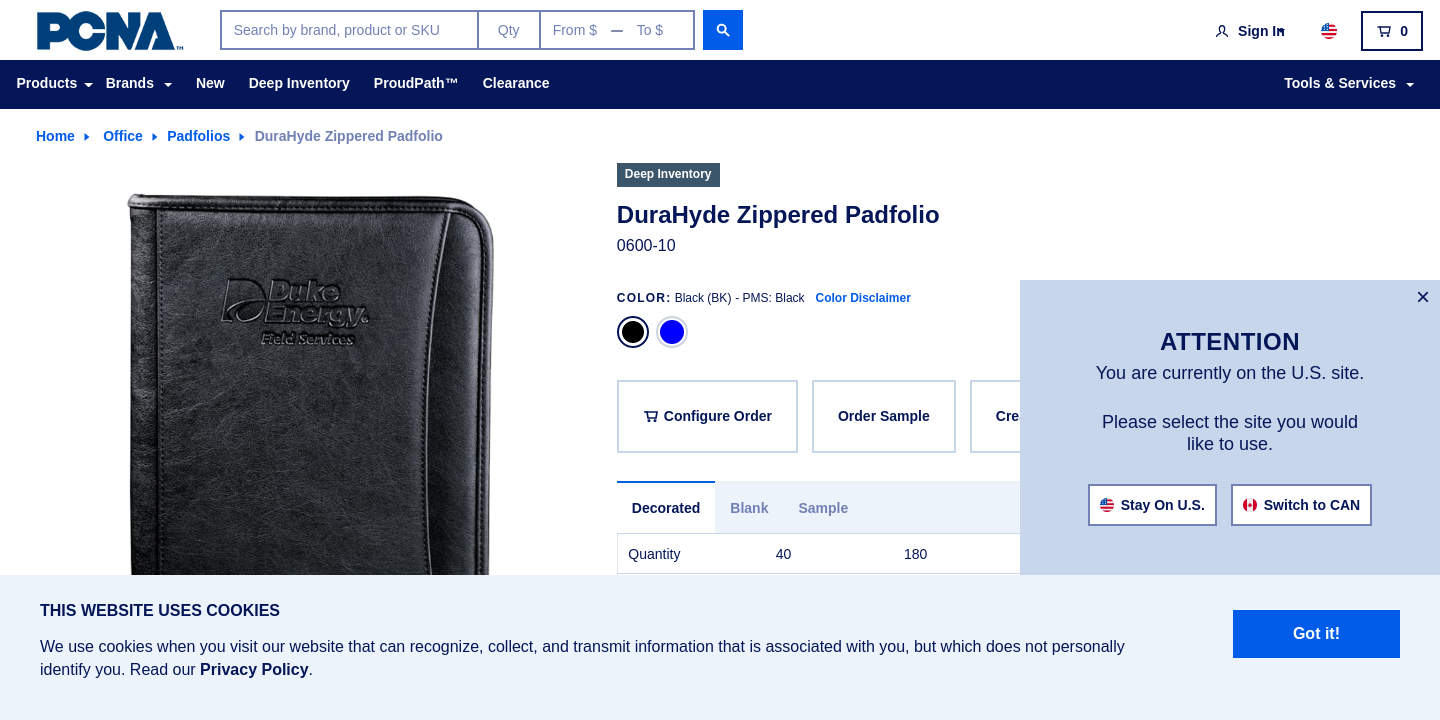 PCNA™
Search by brand, product or SKU
Qty
From $ — To $
Sign In
0
Products
Brands
New
Deep Inventory
ProudPath™
Clearance
Tools & Services
Home
Office
Padfolios
DuraHyde Zippered Padfolio
Deep Inventory
DuraHyde Zippered Padfolio
0600-10
COLOR: Black (BK) - PMS: Black Color Disclaimer
Configure Order
Order Sample
Duke
Energy®
Field Services
Decorated
Blank
Sample
Quantity 40 180
×
ATTENTION
You are currently on the U.S. site.
Please select the site you would
like to use.
Stay On U.S.
Switch to CAN
THIS WEBSITE USES COOKIES
We use cookies when you visit our website that can recognize, collect, and transmit information that is associated with you, but which does not personally
identify you. Read our Privacy Policy.
Got it!